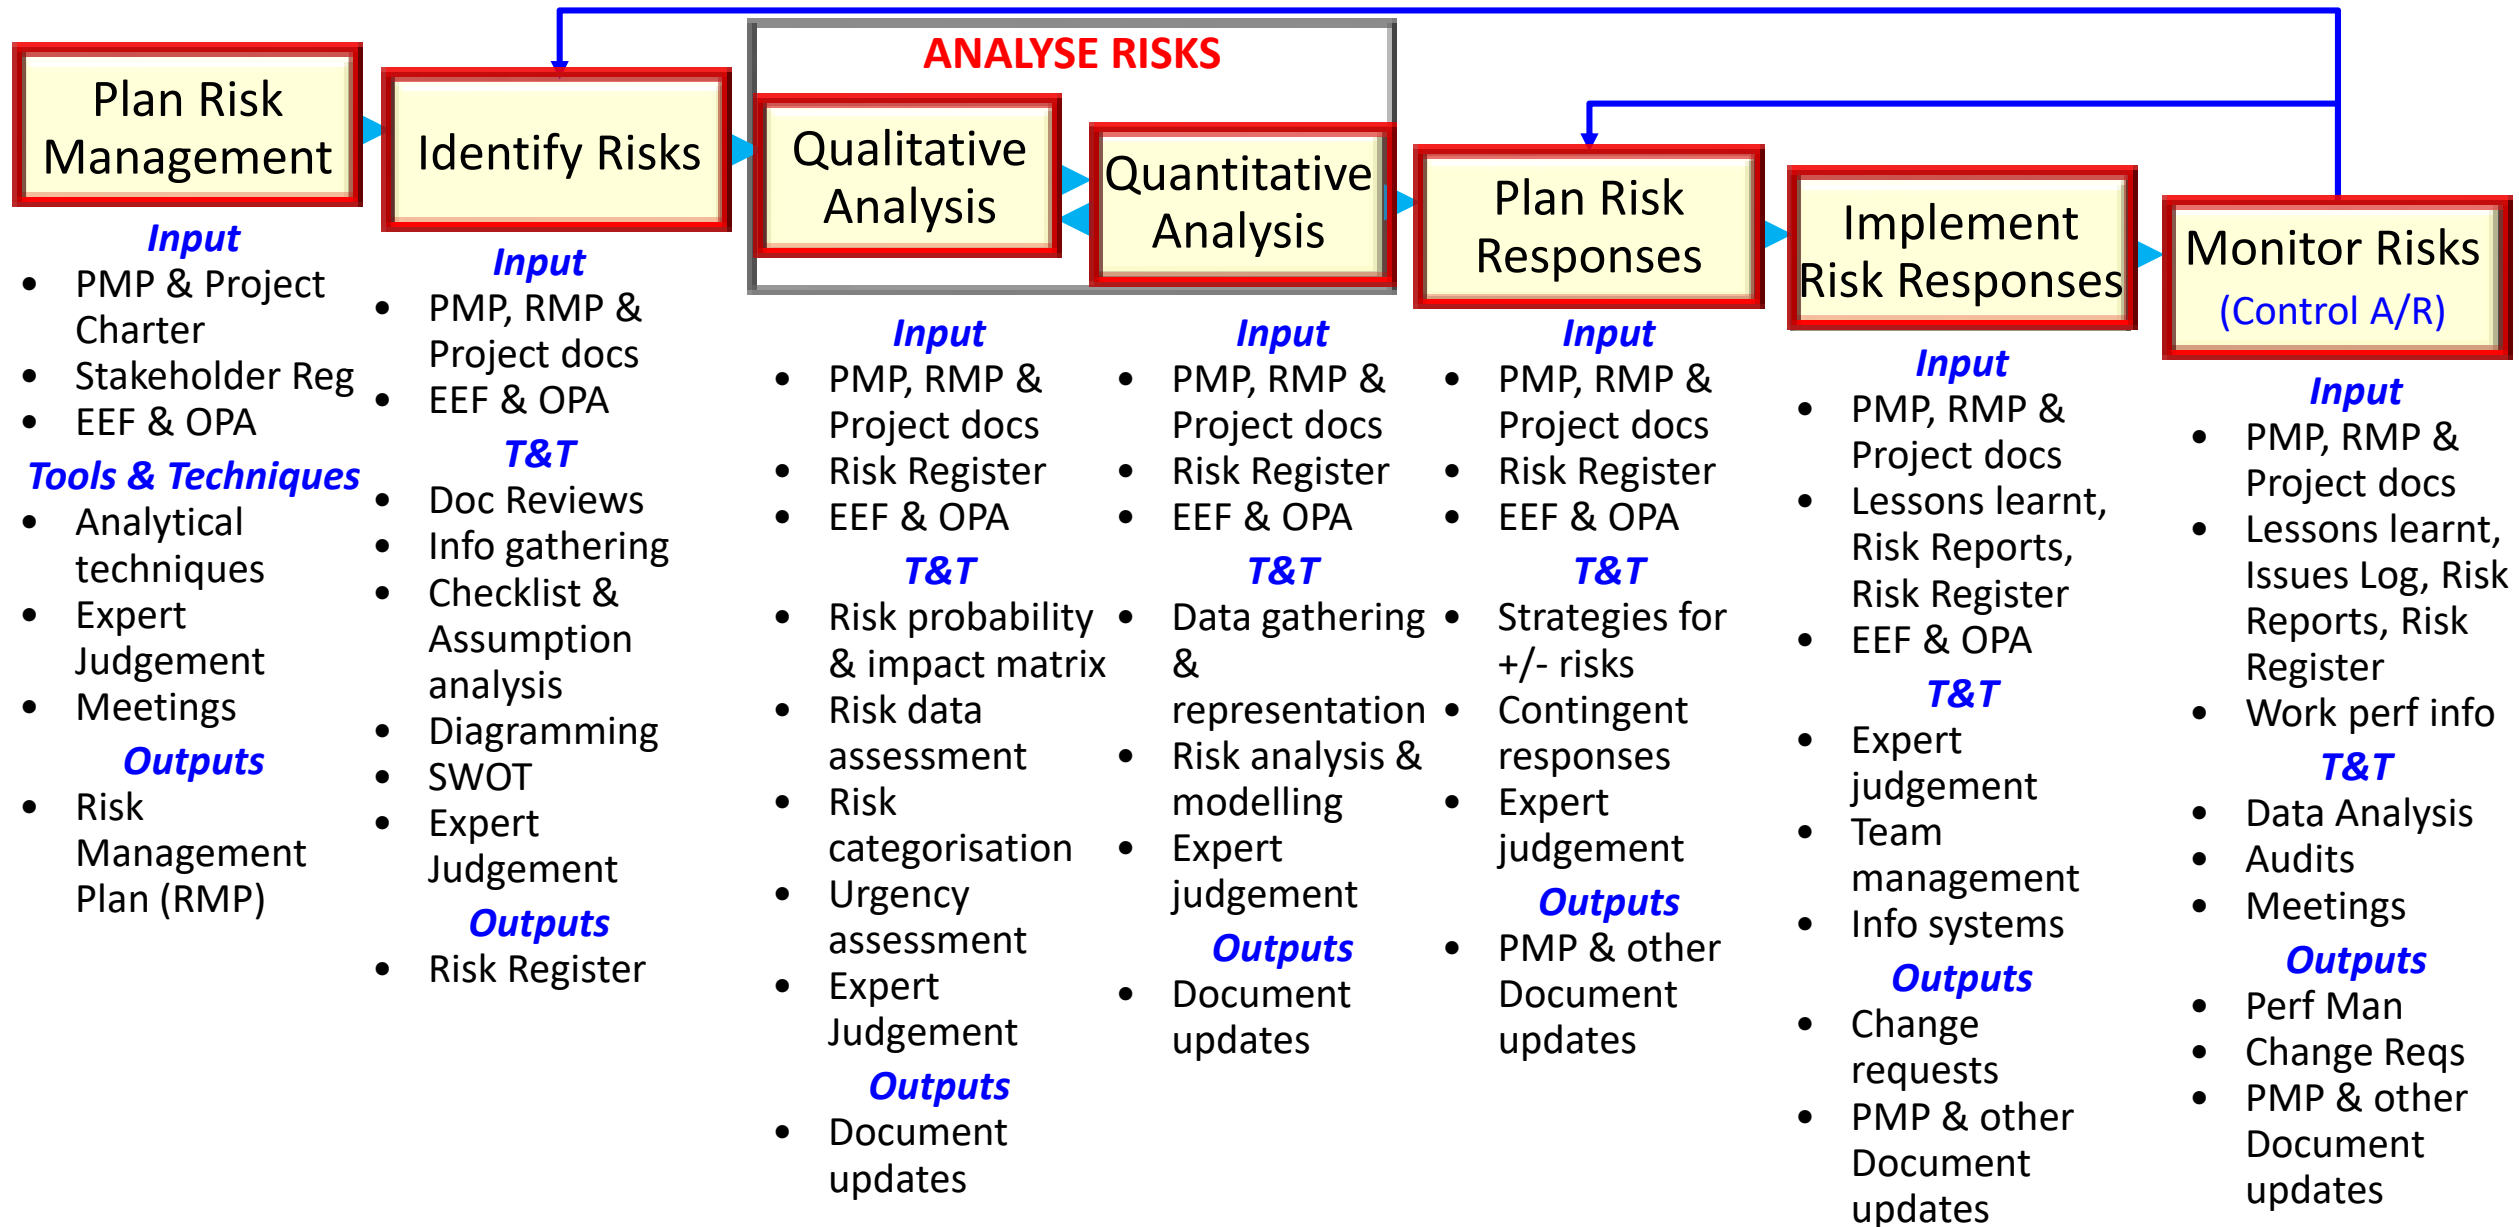 ANALYSE RISKS
Plan Risk
Management
Input
• PMP & Project
Charter
• Stakeholder Reg
• EEF & OPA
Tools & Techniques
• Analytical
techniques
• Expert
Judgement
• Meetings
Outputs
• Risk
Management
Plan (RMP)
Identify Risks
Input
• PMP, RMP &
Project docs
• EEF & OPA
T&T
• Doc Reviews
• Info gathering
• Checklist &
Assumption
analysis
• Diagramming
• SWOT
• Expert
Judgement
Outputs
• Risk Register
Qualitative
Analysis
Input
• PMP, RMP &
Project docs
• Risk Register
• EEF & OPA
T&T
• Risk probability
& impact matrix
• Risk data
assessment
• Risk
categorisation
• Urgency
assessment
• Expert
Judgement
Outputs
• Document
updates
Quantitative
Analysis
Input
• PMP, RMP &
Project docs
• Risk Register
• EEF & OPA
T&T
• Data gathering
&
representation
• Risk analysis &
modelling
• Expert
judgement
Outputs
• Document
updates
Plan Risk
Responses
Input
• PMP, RMP &
Project docs
• Risk Register
• EEF & OPA
T&T
• Strategies for
+/- risks
• Contingent
responses
• Expert
judgement
Outputs
• PMP & other
Document
updates
Implement
Risk Responses
Input
• PMP, RMP &
Project docs
• Lessons learnt,
Risk Reports,
Risk Register
• EEF & OPA
T&T
• Expert
judgement
• Team
management
• Info systems
Outputs
• Change
requests
• PMP & other
Document
updates
Monitor Risks
(Control A/R)
Input
• PMP, RMP &
Project docs
• Lessons learnt,
Issues Log, Risk
Reports, Risk
Register
• Work perf info
T&T
• Data Analysis
• Audits
• Meetings
Outputs
• Perf Man
• Change Reqs
• PMP & other
Document
updates